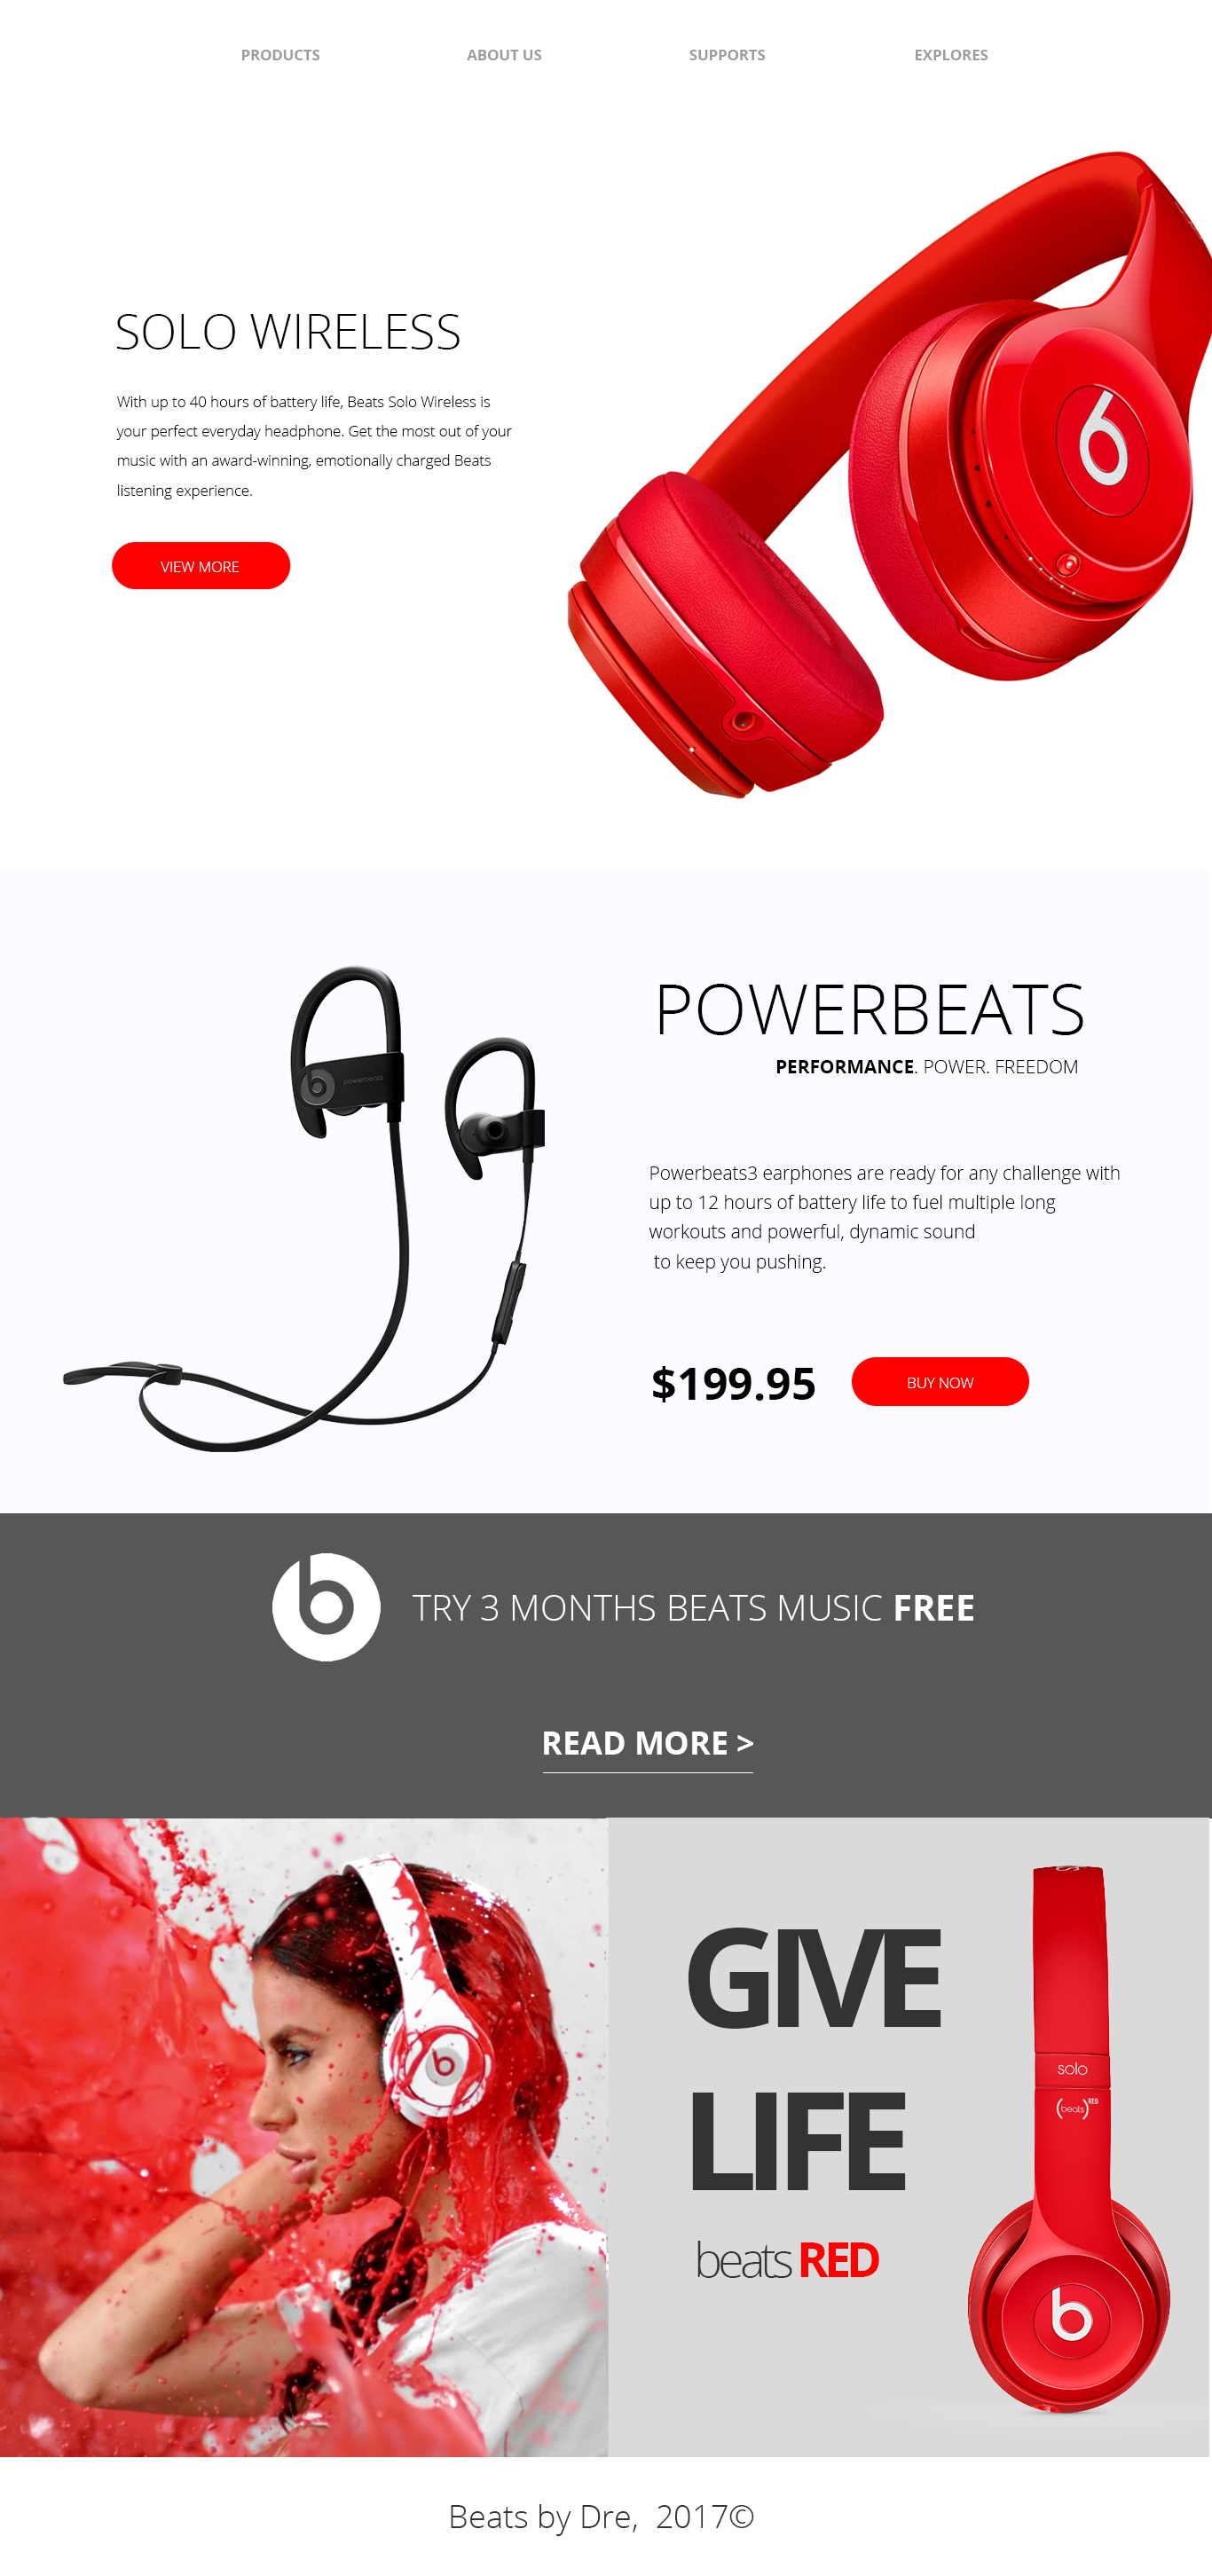 PRODUCTS
ABOUT US
SUPPORTS
EXPLORES
SOLO WIRELESS
With up to 40 hours of battery life, Beats Solo Wireless is
your perfect everyday headphone. Get the most out of your
music with an award-winning, emotionally charged Beats
listening experience.
VIEW MORE
powerbeats
POWERBEATS
PERFORMANCE. POWER. FREEDOM
Powerbeats3 earphones are ready for any challenge with
up to 12 hours of battery life to fuel multiple long
workouts and powerful, dynamic sound
to keep you pushing.
$199.95
BUY NOW
TRY 3 MONTHS BEATS MUSIC FREE
READ MORE >
GIVE
LIFE
beats RED
solo
(beats)RED
Beats by Dre, 2017©